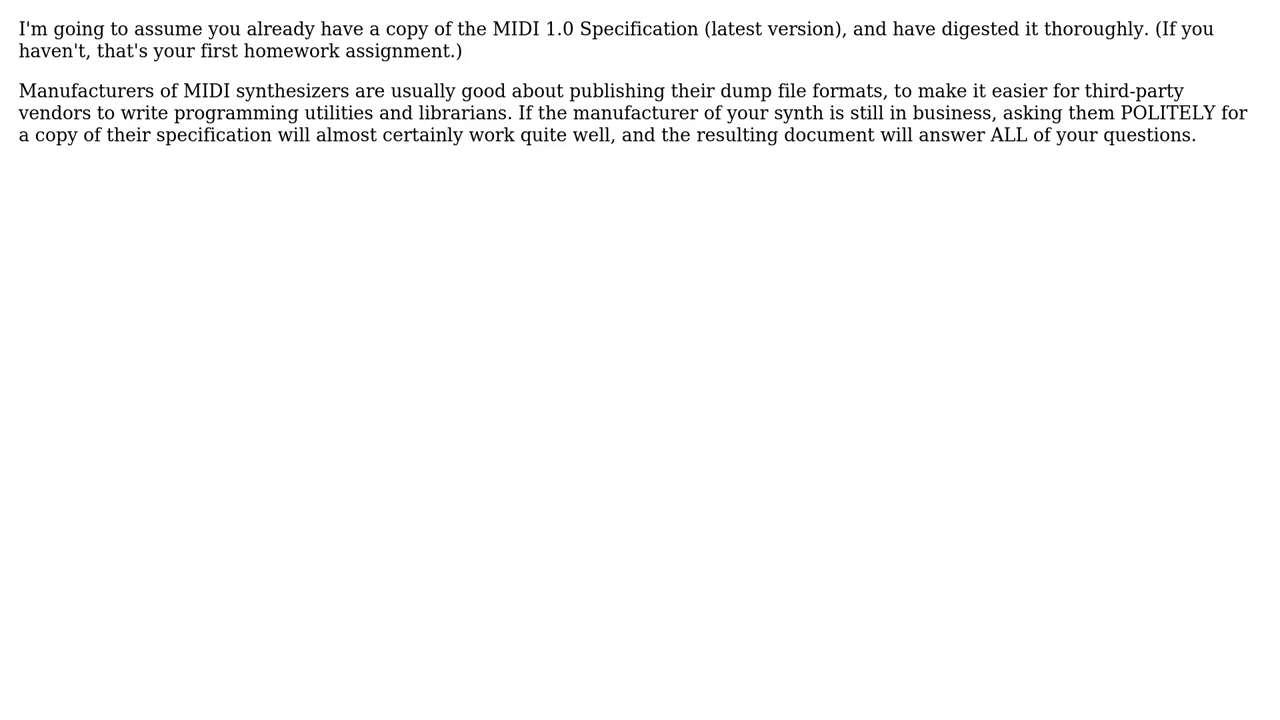 I'm going to assume you already have a copy of the MIDI 1.0 Specification (latest version), and have digested it thoroughly. (If you
haven't, that's your first homework assignment.)
Manufacturers of MIDI synthesizers are usually good about publishing their dump file formats, to make it easier for third-party
vendors to write programming utilities and librarians. If the manufacturer of your synth is still in business, asking them POLITELY for
a copy of their specification will almost certainly work quite well, and the resulting document will answer ALL of your questions.